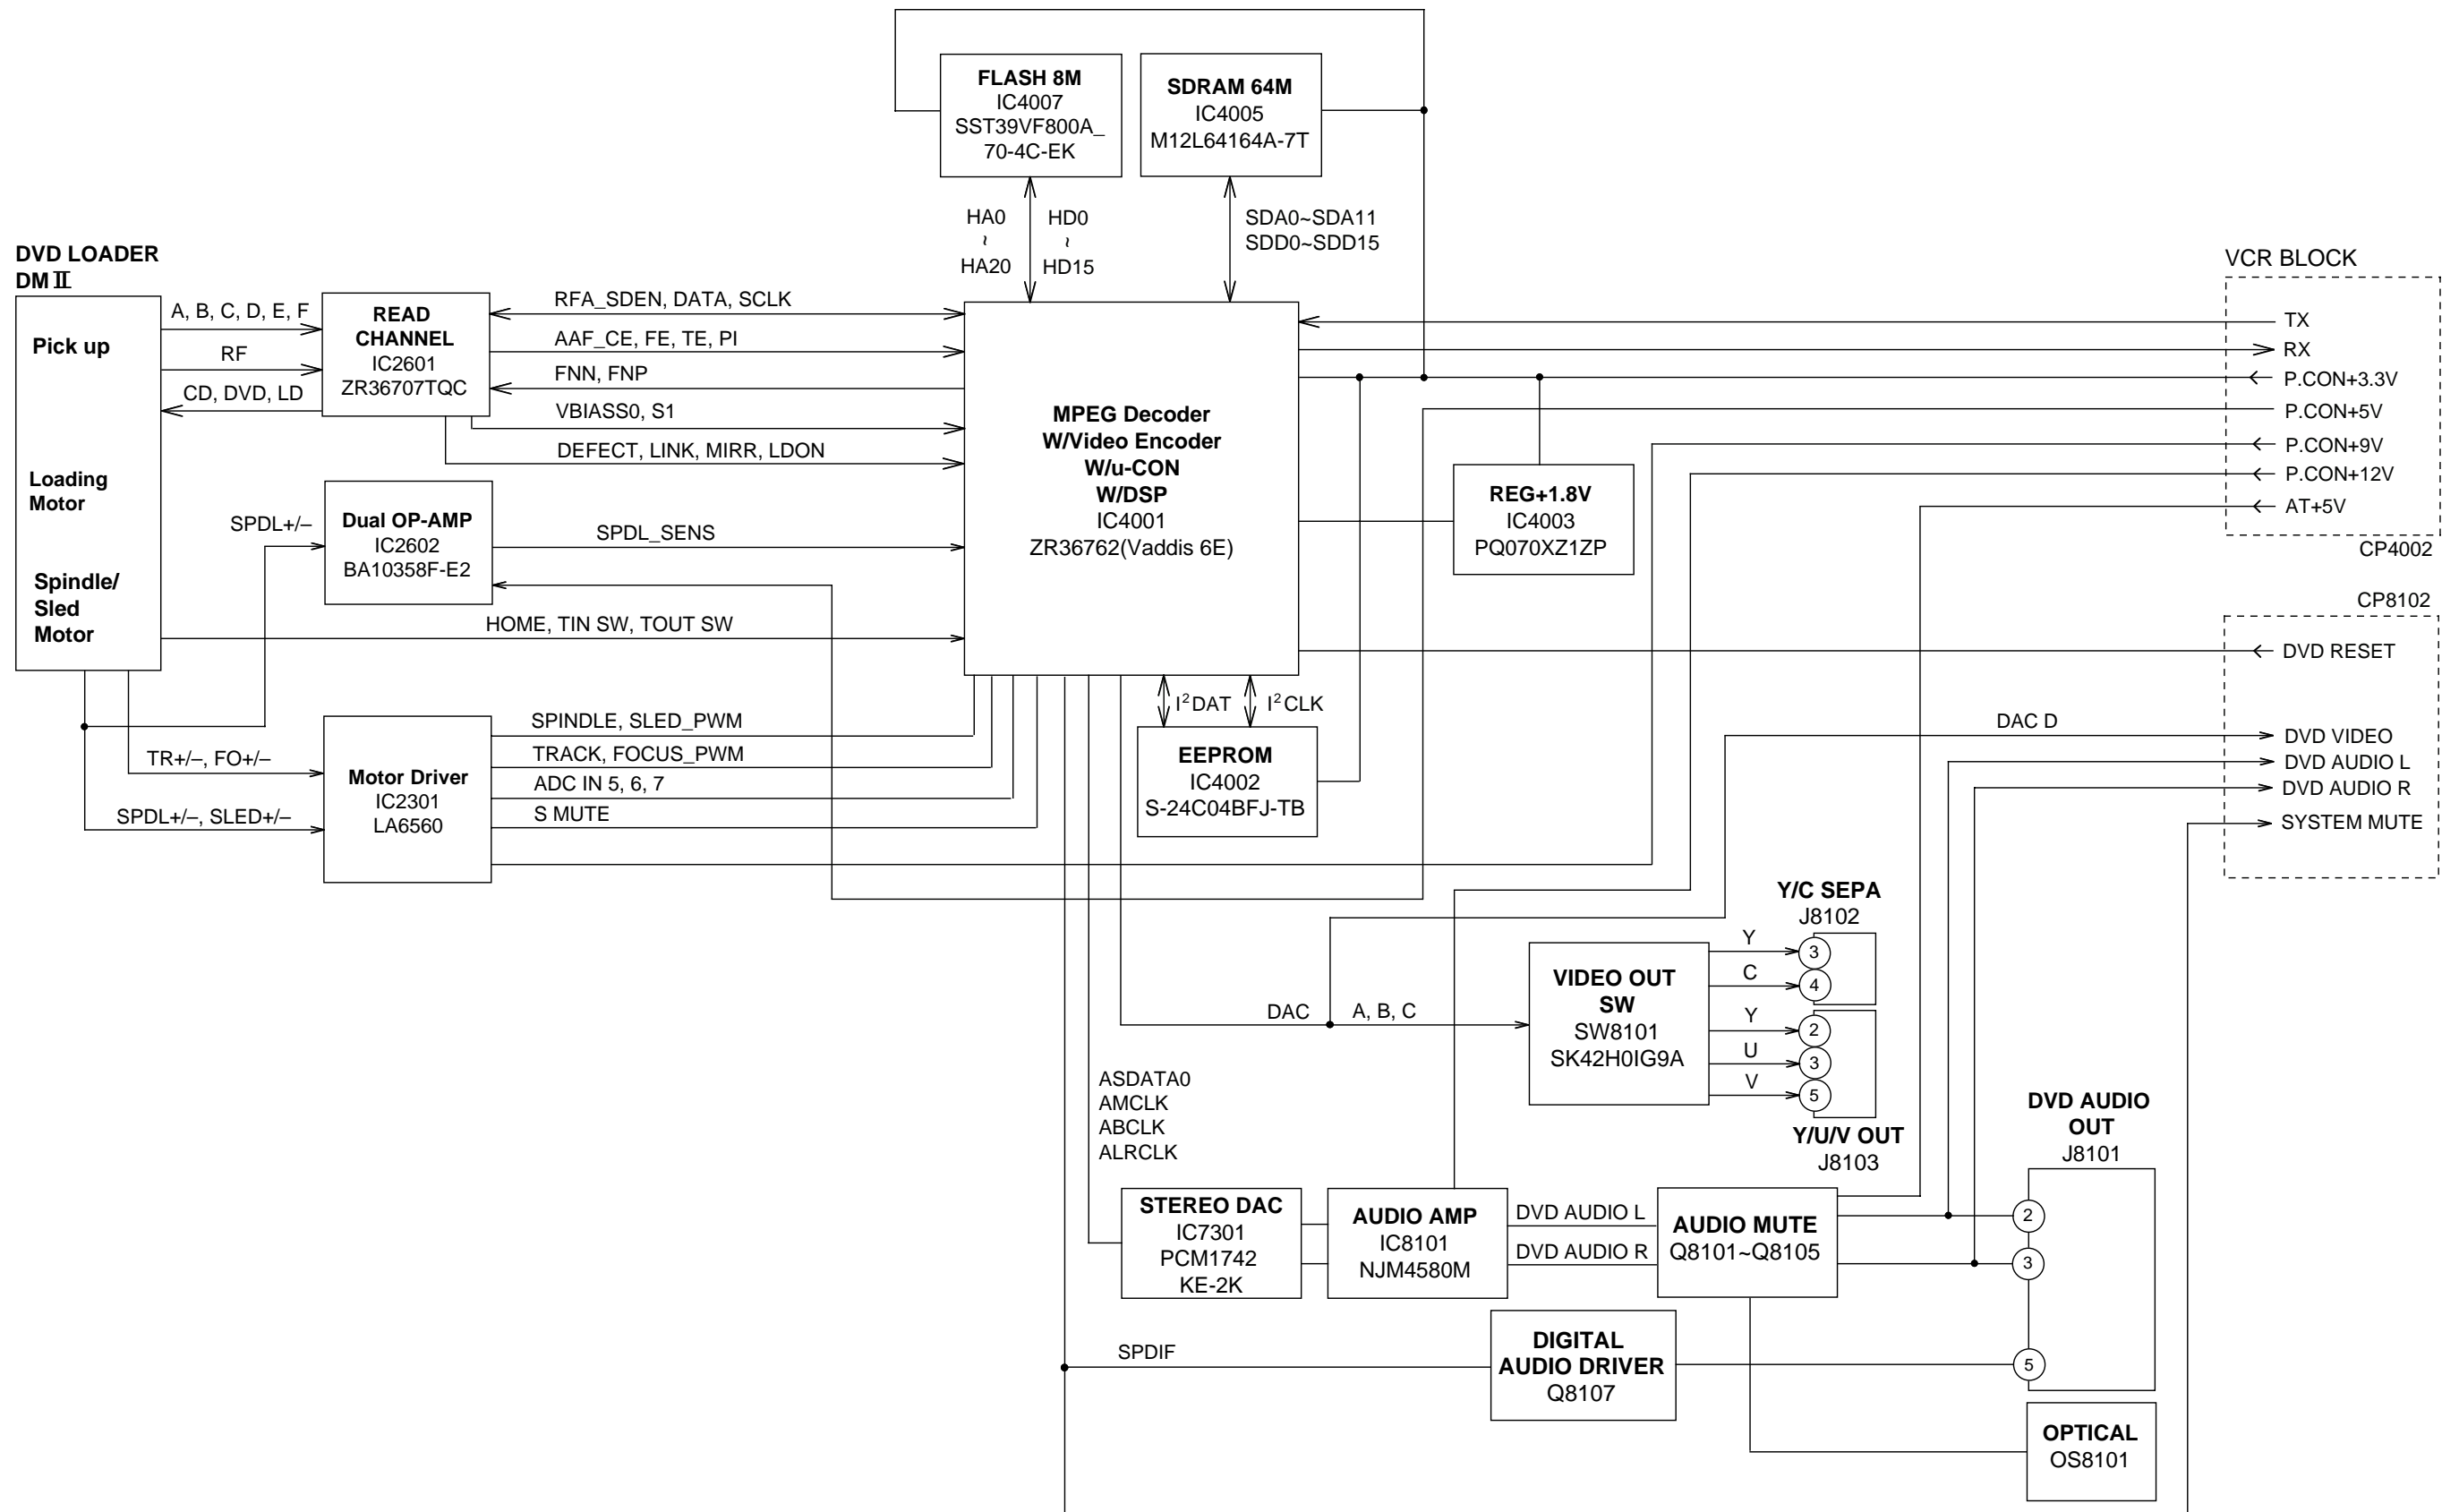 FLASH 8M
IC4007
SST39VF800A_
70-4C-EK
SDRAM 64M
IC4005
M12L64164A-7T
HA0
~
HA20
HD0
~
HD15
SDA0~SDA11
SDD0~SDD15
DVD LOADER
DM II
Pick up
Loading
Motor
Spindle/
Sled
Motor
A, B, C, D, E, F
RF
CD, DVD, LD
READ
CHANNEL
IC2601
ZR36707TQC
RFA_SDEN, DATA, SCLK
AAF_CE, FE, TE, PI
FNN, FNP
VBIASS0, S1
DEFECT, LINK, MIRR, LDON
SPDL+/–
Dual OP-AMP
IC2602
BA10358F-E2
SPDL_SENS
HOME, TIN SW, TOUT SW
MPEG Decoder
W/Video Encoder
W/u-CON
W/DSP
IC4001
ZR36762(Vaddis 6E)
REG+1.8V
IC4003
PQ070XZ1ZP
VCR BLOCK
TX
RX
P.CON+3.3V
P.CON+5V
P.CON+9V
P.CON+12V
AT+5V
CP4002
CP8102
DVD RESET
DAC D
DVD VIDEO
DVD AUDIO L
DVD AUDIO R
SYSTEM MUTE
TR+/–, FO+/–
SPDL+/–, SLED+/–
Motor Driver
IC2301
LA6560
SPINDLE, SLED_PWM
TRACK, FOCUS_PWM
ADC IN 5, 6, 7
S MUTE
I²DAT
I²CLK
EEPROM
IC4002
S-24C04BFJ-TB
DAC
A, B, C
VIDEO OUT
SW
SW8101
SK42H0IG9A
Y/C SEPA
J8102
Y
3
C
4
Y
2
U
3
V
5
Y/U/V OUT
J8103
ASDATA0
AMCLK
ABCLK
ALRCLK
STEREO DAC
IC7301
PCM1742
KE-2K
AUDIO AMP
IC8101
NJM4580M
DVD AUDIO L
DVD AUDIO R
AUDIO MUTE
Q8101~Q8105
DVD AUDIO
OUT
J8101
2
3
5
SPDIF
DIGITAL
AUDIO DRIVER
Q8107
OPTICAL
OS8101